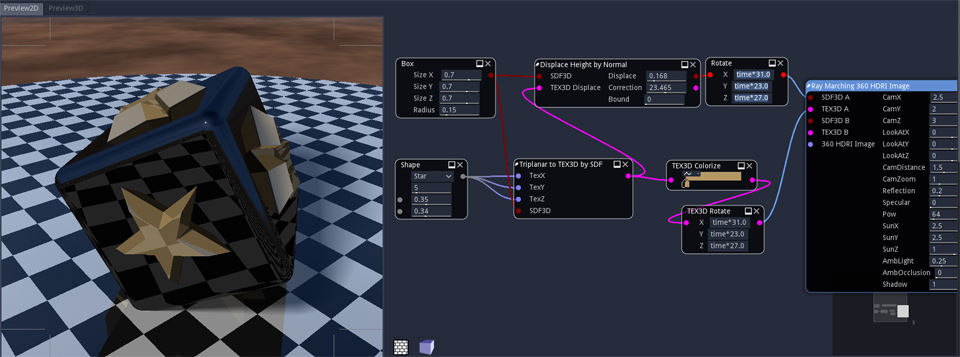 Preview2D Preview3D
Box
Size X 0.7
Size Y 0.7
Size Z 0.7
Radius 0.15
Displace Height by Normal
SDF3D Displace 0.168
TEX3D Displace Correction 23.465
Bound 0
Rotate
X time*31.0
Y time*23.0
Z time*27.0
Shape
Star
5
0.35
0.34
Triplanar to TEX3D by SDF
TexX
TexY
TexZ
SDF3D
TEX3D Colorize
TEX3D Rotate
X time*31.0
Y time*23.0
Z time*27.0
Ray Marching 360 HDRI Image
SDF3D A CamX 2.5
TEX3D A CamY 2
SDF3D B CamZ 3
TEX3D B LookAtX 0
360 HDRI Image LookAtY 0
LookAtZ 0
CamDistance 1.5
CamZoom 1
Reflection 0.2
Specular 0
Pow 64
SunX 2.5
SunY 2.5
SunZ 1
AmbLight 0.25
AmbOcclusion 0
Shadow 1